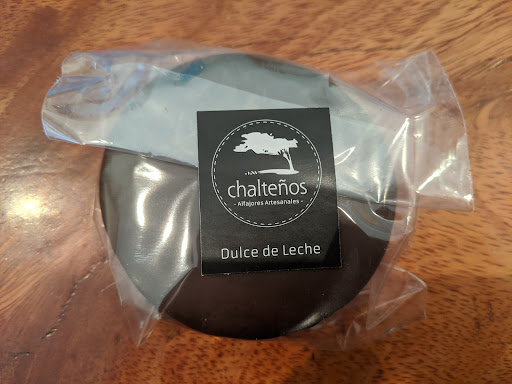 chalteños
- Alfajores Artesanales -
Dulce de Leche